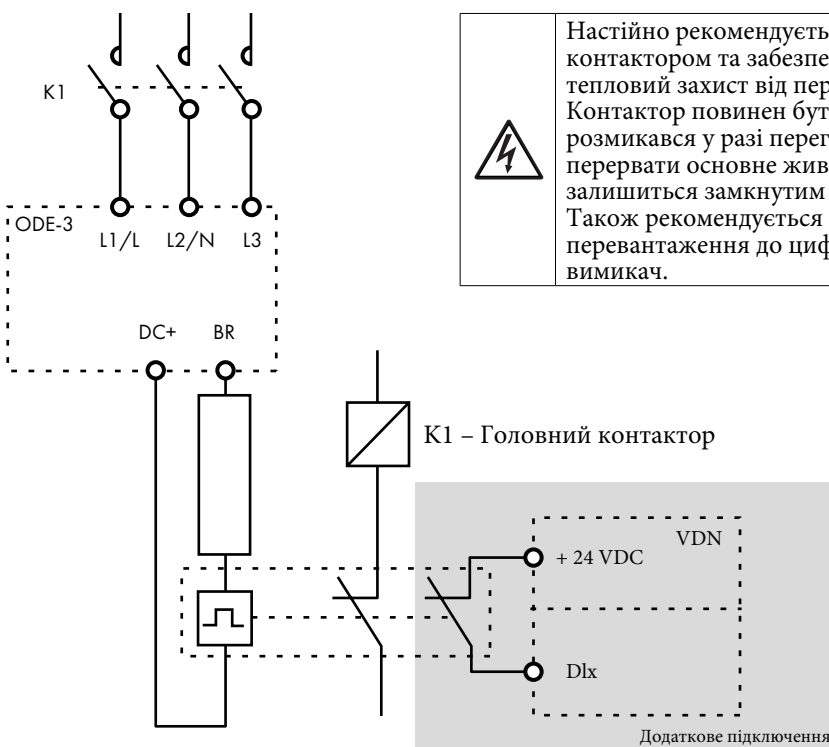 Настійно рекомендуєть
контактором та забезпе
тепловий захист від пер
Контактор повинен бут
розмикався у разі перег
перервати основне жив
залишиться замкнутим
Також рекомендується
перевантаження до циф
вимикач.
K1
ODE-3
L1/L L2/N L3
DC+ BR
K1 – Головний контактор
VDN
+ 24 VDC
Dlx
Додаткове підключення